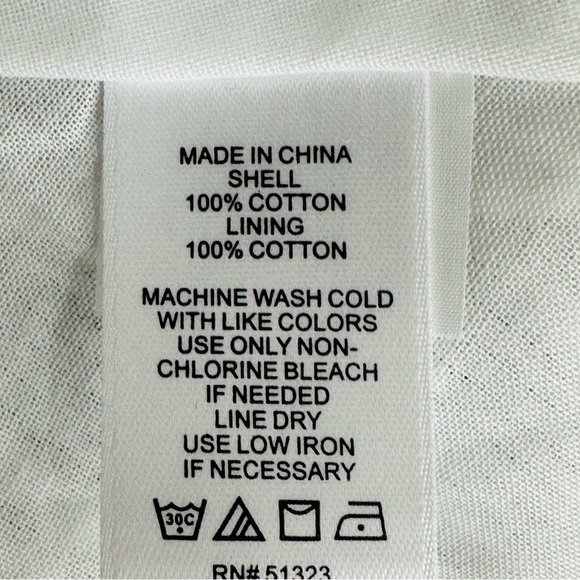 MADE IN CHINA
SHELL
100% COTTON
LINING
100% COTTON
MACHINE WASH COLD
WITH LIKE COLORS
USE ONLY NON-
CHLORINE BLEACH
IF NEEDED
LINE DRY
USE LOW IRON
IF NECESSARY
30C
RN# 51323